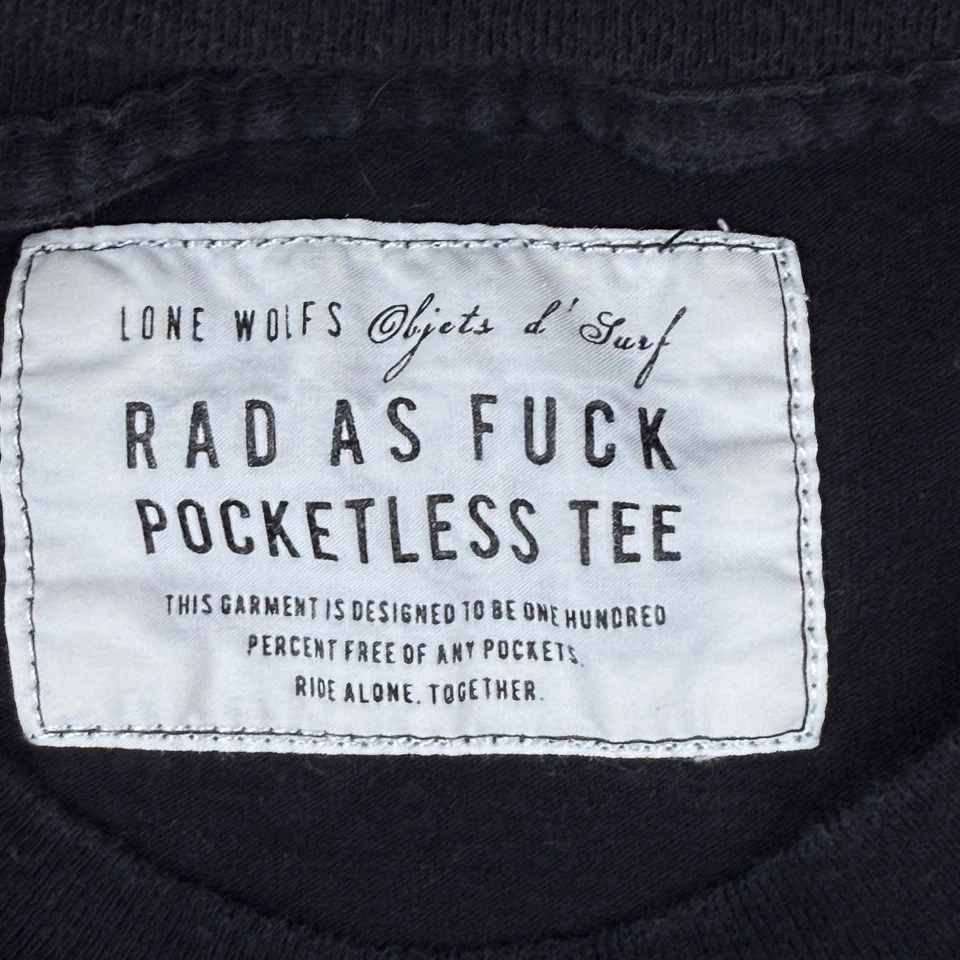 LONE WOLFS Objets d' Surf
RAD AS FUCK
POCKETLESS TEE
THIS GARMENT IS DESIGNED TO BE ONE HUNDRED
PERCENT FREE OF ANY POCKETS.
RIDE ALONE. TOGETHER.